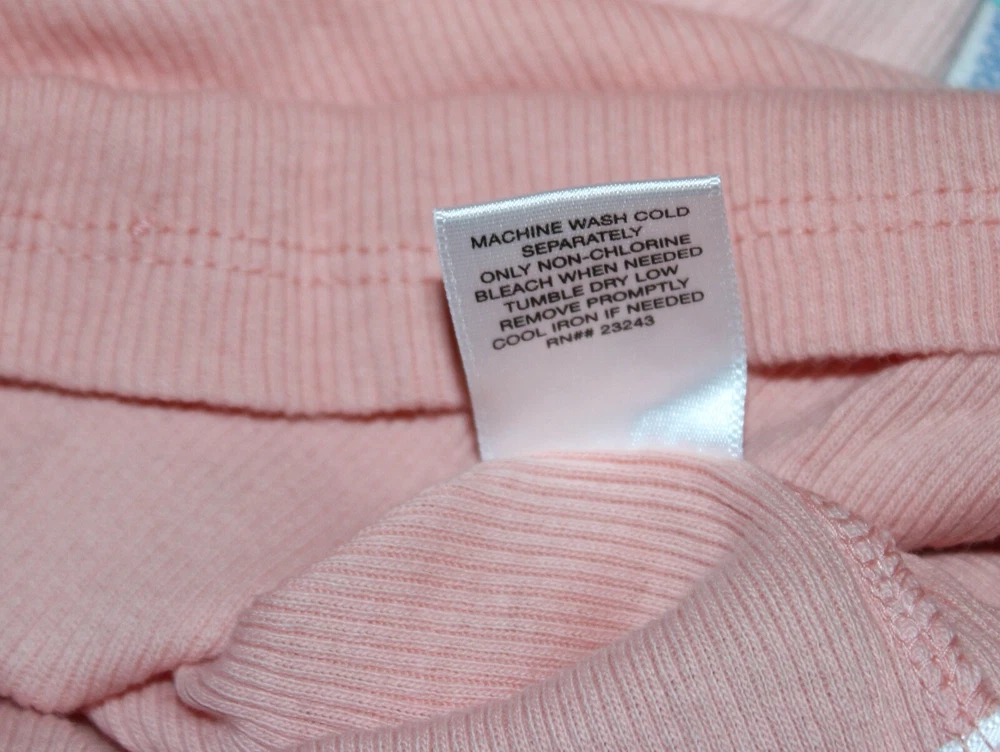 MACHINE WASH COLD
SEPARATELY
ONLY NON-CHLORINE
BLEACH WHEN NEEDED
TUMBLE DRY LOW
REMOVE PROMPTLY
COOL IRON IF NEEDED
RN## 23243